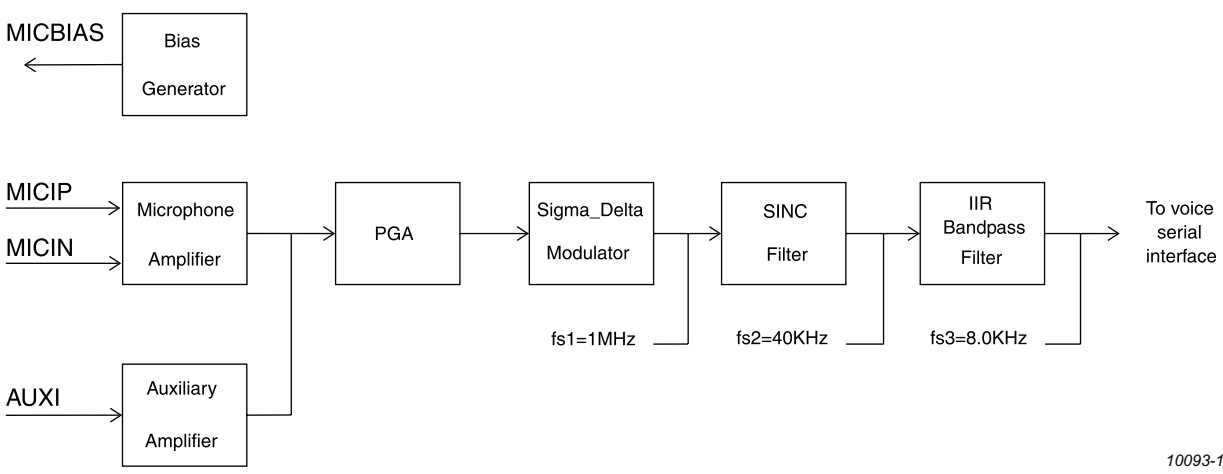 MICBIAS
Bias
Generator
MICIP
MICIN
Microphone
Amplifier
PGA
Sigma_Delta
Modulator
SINC
Filter
IIR
Bandpass
Filter
To voice
serial
interface
fs1=1MHz
fs2=40KHz
fs3=8.0KHz
AUXI
Auxiliary
Amplifier
10093-1